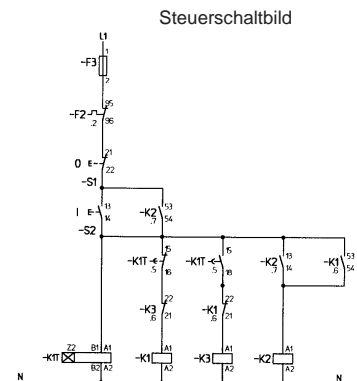 Steuerschaltbild
L1
1
-F3
2
95
-F2
.2 96
21
O E-
22
-S1
13 53
I E- -K2
14 .7 54
-S2
15 15 53 53
-K1T -K1T -K2 13 -K1
.5 16 .5 18 .7 14 .6 54
22 22
-K3 -K1
.6 21 .6 21
Z2 B1 A1 A1 A1 A1
-K1T -K1 -K3 -K2
B2 A2 A2 A2 A2
N N